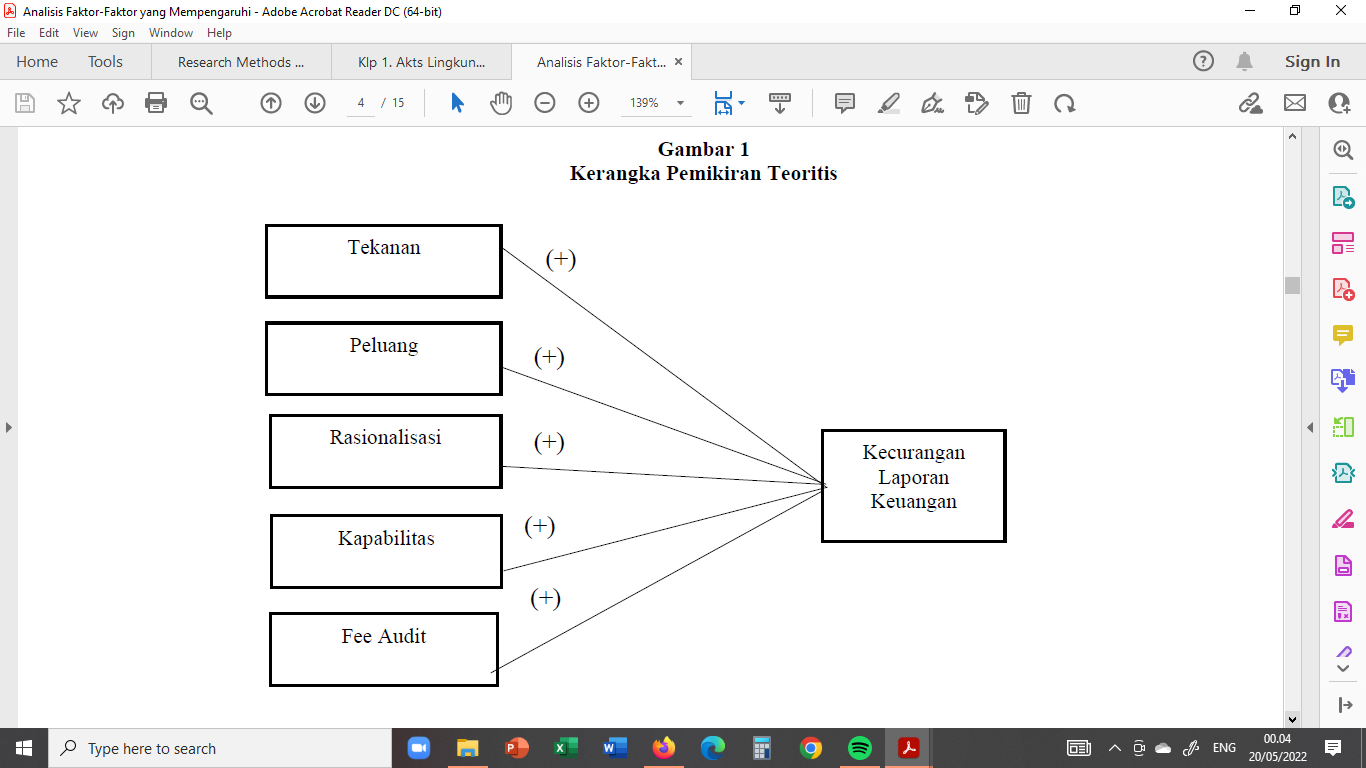 Analisis Faktor-Faktor yang Mempengaruhi - Adobe Acrobat Reader DC (64-bit)
File Edit View Sign Window Help
Home Tools Research Methods ... Klp 1. Akts Lingkun... Analisis Faktor-Fakt... × Sign In
4 / 15 139%
Gambar 1
Kerangka Pemikiran Teoritis
Tekanan
(+)
Peluang
(+)
Rasionalisasi
(+)
Kapabilitas
(+)
Fee Audit
(+)
Kecurangan
Laporan
Keuangan
Type here to search
ENG
00.04
20/05/2022